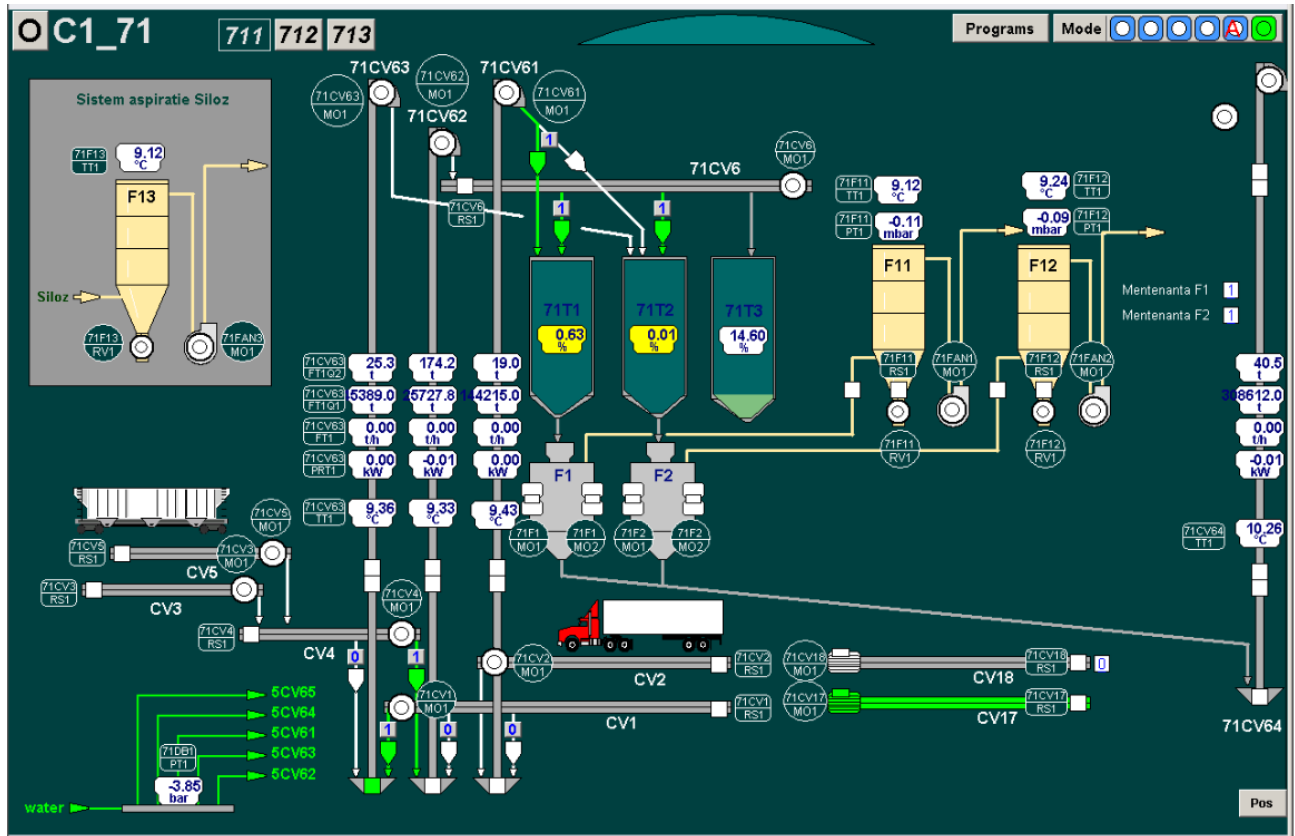 O C1_71 711 712 713 Programs Mode A
Sistem aspiratie Siloz
71F13 TT1 9.12 °C
F13
Siloz
71F13 RV1
71FAN3 MO1
71CV63 71CV61
71CV63 MO1
71CV62 MO1
71CV61 MO1
71CV62
1
71CV6
71CV6 MO1
71CV6 RS1
1 1
71F11 TT1 9.12 °C
71F11 PT1 -0.11 mbar
9.24 °C 71F12 TT1
-0.09 mbar 71F12 PT1
F11 F12
Mentenanta F1 1
Mentenanta F2 1
71T1 71T2 71T3
0.63 % 0.01 % 14.60 %
71F11 RS1
71FAN1 MO1
71F12 RS1
71FAN2 MO1
71F11 RV1
71F12 RV1
71CV63 FT1Q2 25.3 t 174.2 t 19.0 t 40.5 t
71CV63 FT1Q1 5389.0 t 25727.8 t 144215.0 t 308612.0 t
71CV63 FT1 0.00 t/h 0.00 t/h 0.00 t/h 0.00 t/h
71CV63 PRT1 0.00 kW -0.01 kW 0.00 kW -0.01 kW
71CV63 TT1 9.36 °C 9.33 °C 9.43 °C
71CV64 TT1 10.26 °C
F1 F2
71F1 MO1
71F1 MO2
71F2 MO1
71F2 MO2
71CV5 MO1
71CV5 RS1
71CV3 MO1
CV5
71CV3 RS1
CV3
71CV4 MO1
71CV4 RS1
CV4
0 1
71CV2 MO1
71CV2 RS1
CV2
71CV18 MO1
71CV18 RS1
0
CV18
71CV1 MO1
71CV1 RS1
CV1
71CV17 MO1
71CV17 RS1
CV17
71CV64
1 0 0
5CV65
5CV64
5CV61
5CV63
5CV62
71DB1 PT1
-3.85 bar
water
Pos